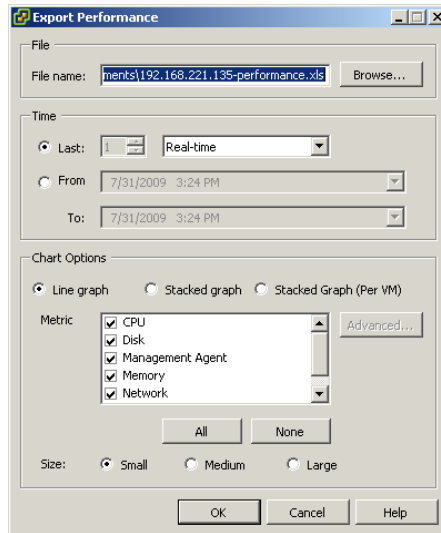 Export Performance
File
File name: ments\192.168.221.135-performance.xls Browse...
Time
Last: 1 Real-time
From 7/31/2009 3:24 PM
To: 7/31/2009 3:24 PM
Chart Options
Line graph Stacked graph Stacked Graph (Per VM)
Metric CPU Advanced...
Disk
Management Agent
Memory
Network
All None
Size: Small Medium Large
OK Cancel Help